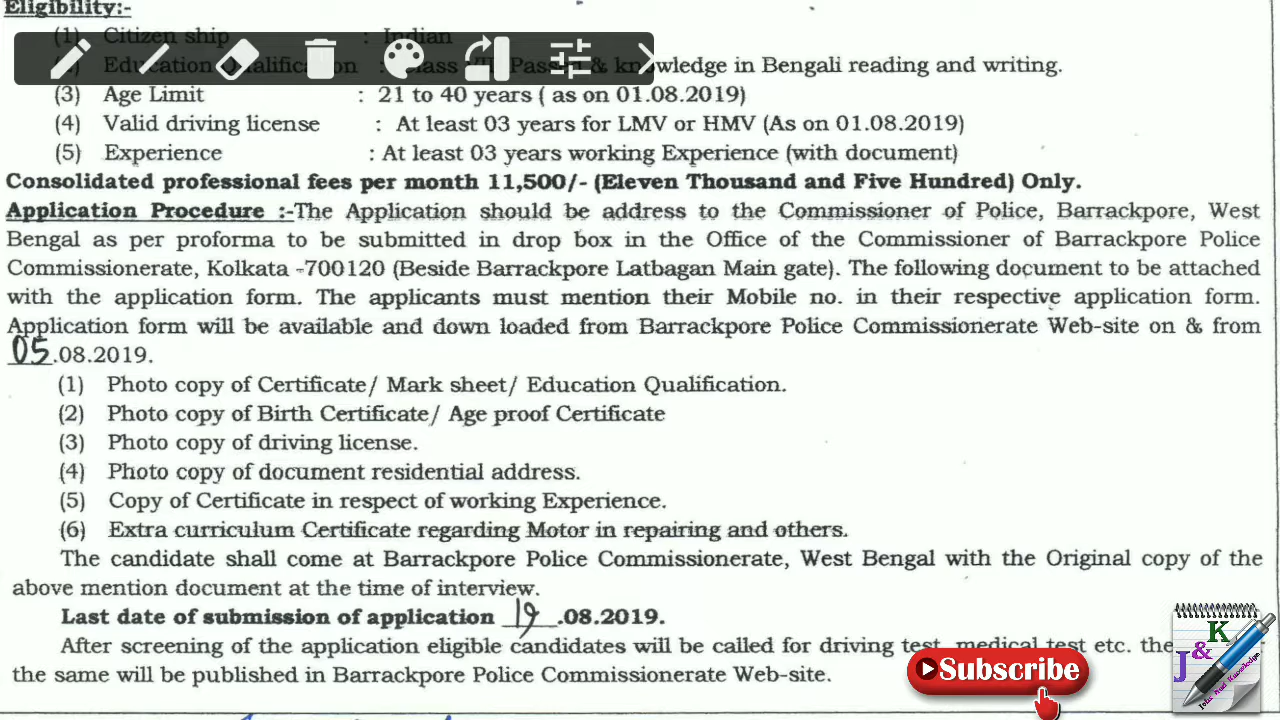 Eligibility:-
(1) Citizen ship : Indian
Education Qualification : Class Passed & knowledge in Bengali reading and writing.
(3) Age Limit : 21 to 40 years ( as on 01.08.2019)
(4) Valid driving license : At least 03 years for LMV or HMV (As on 01.08.2019)
(5) Experience : At least 03 years working Experience (with document)
Consolidated professional fees per month 11,500/- (Eleven Thousand and Five Hundred) Only.
Application Procedure :-The Application should be address to the Commissioner of Police, Barrackpore, West
Bengal as per proforma to be submitted in drop box in the Office of the Commissioner of Barrackpore Police
Commissionerate, Kolkata -700120 (Beside Barrackpore Latbagan Main gate). The following document to be attached
with the application form. The applicants must mention their Mobile no. in their respective application form.
Application form will be available and down loaded from Barrackpore Police Commissionerate Web-site on & from
05.08.2019.
(1) Photo copy of Certificate/ Mark sheet/ Education Qualification.
(2) Photo copy of Birth Certificate/ Age proof Certificate
(3) Photo copy of driving license.
(4) Photo copy of document residential address.
(5) Copy of Certificate in respect of working Experience.
(6) Extra curriculum Certificate regarding Motor in repairing and others.
The candidate shall come at Barrackpore Police Commissionerate, West Bengal with the Original copy of the
above mention document at the time of interview.
Last date of submission of application 19.08.2019.
After screening of the application eligible candidates will be called for driving test, medical test etc. the
the same will be published in Barrackpore Police Commissionerate Web-site.
Subscribe
J & K
Jobs And Knowledge